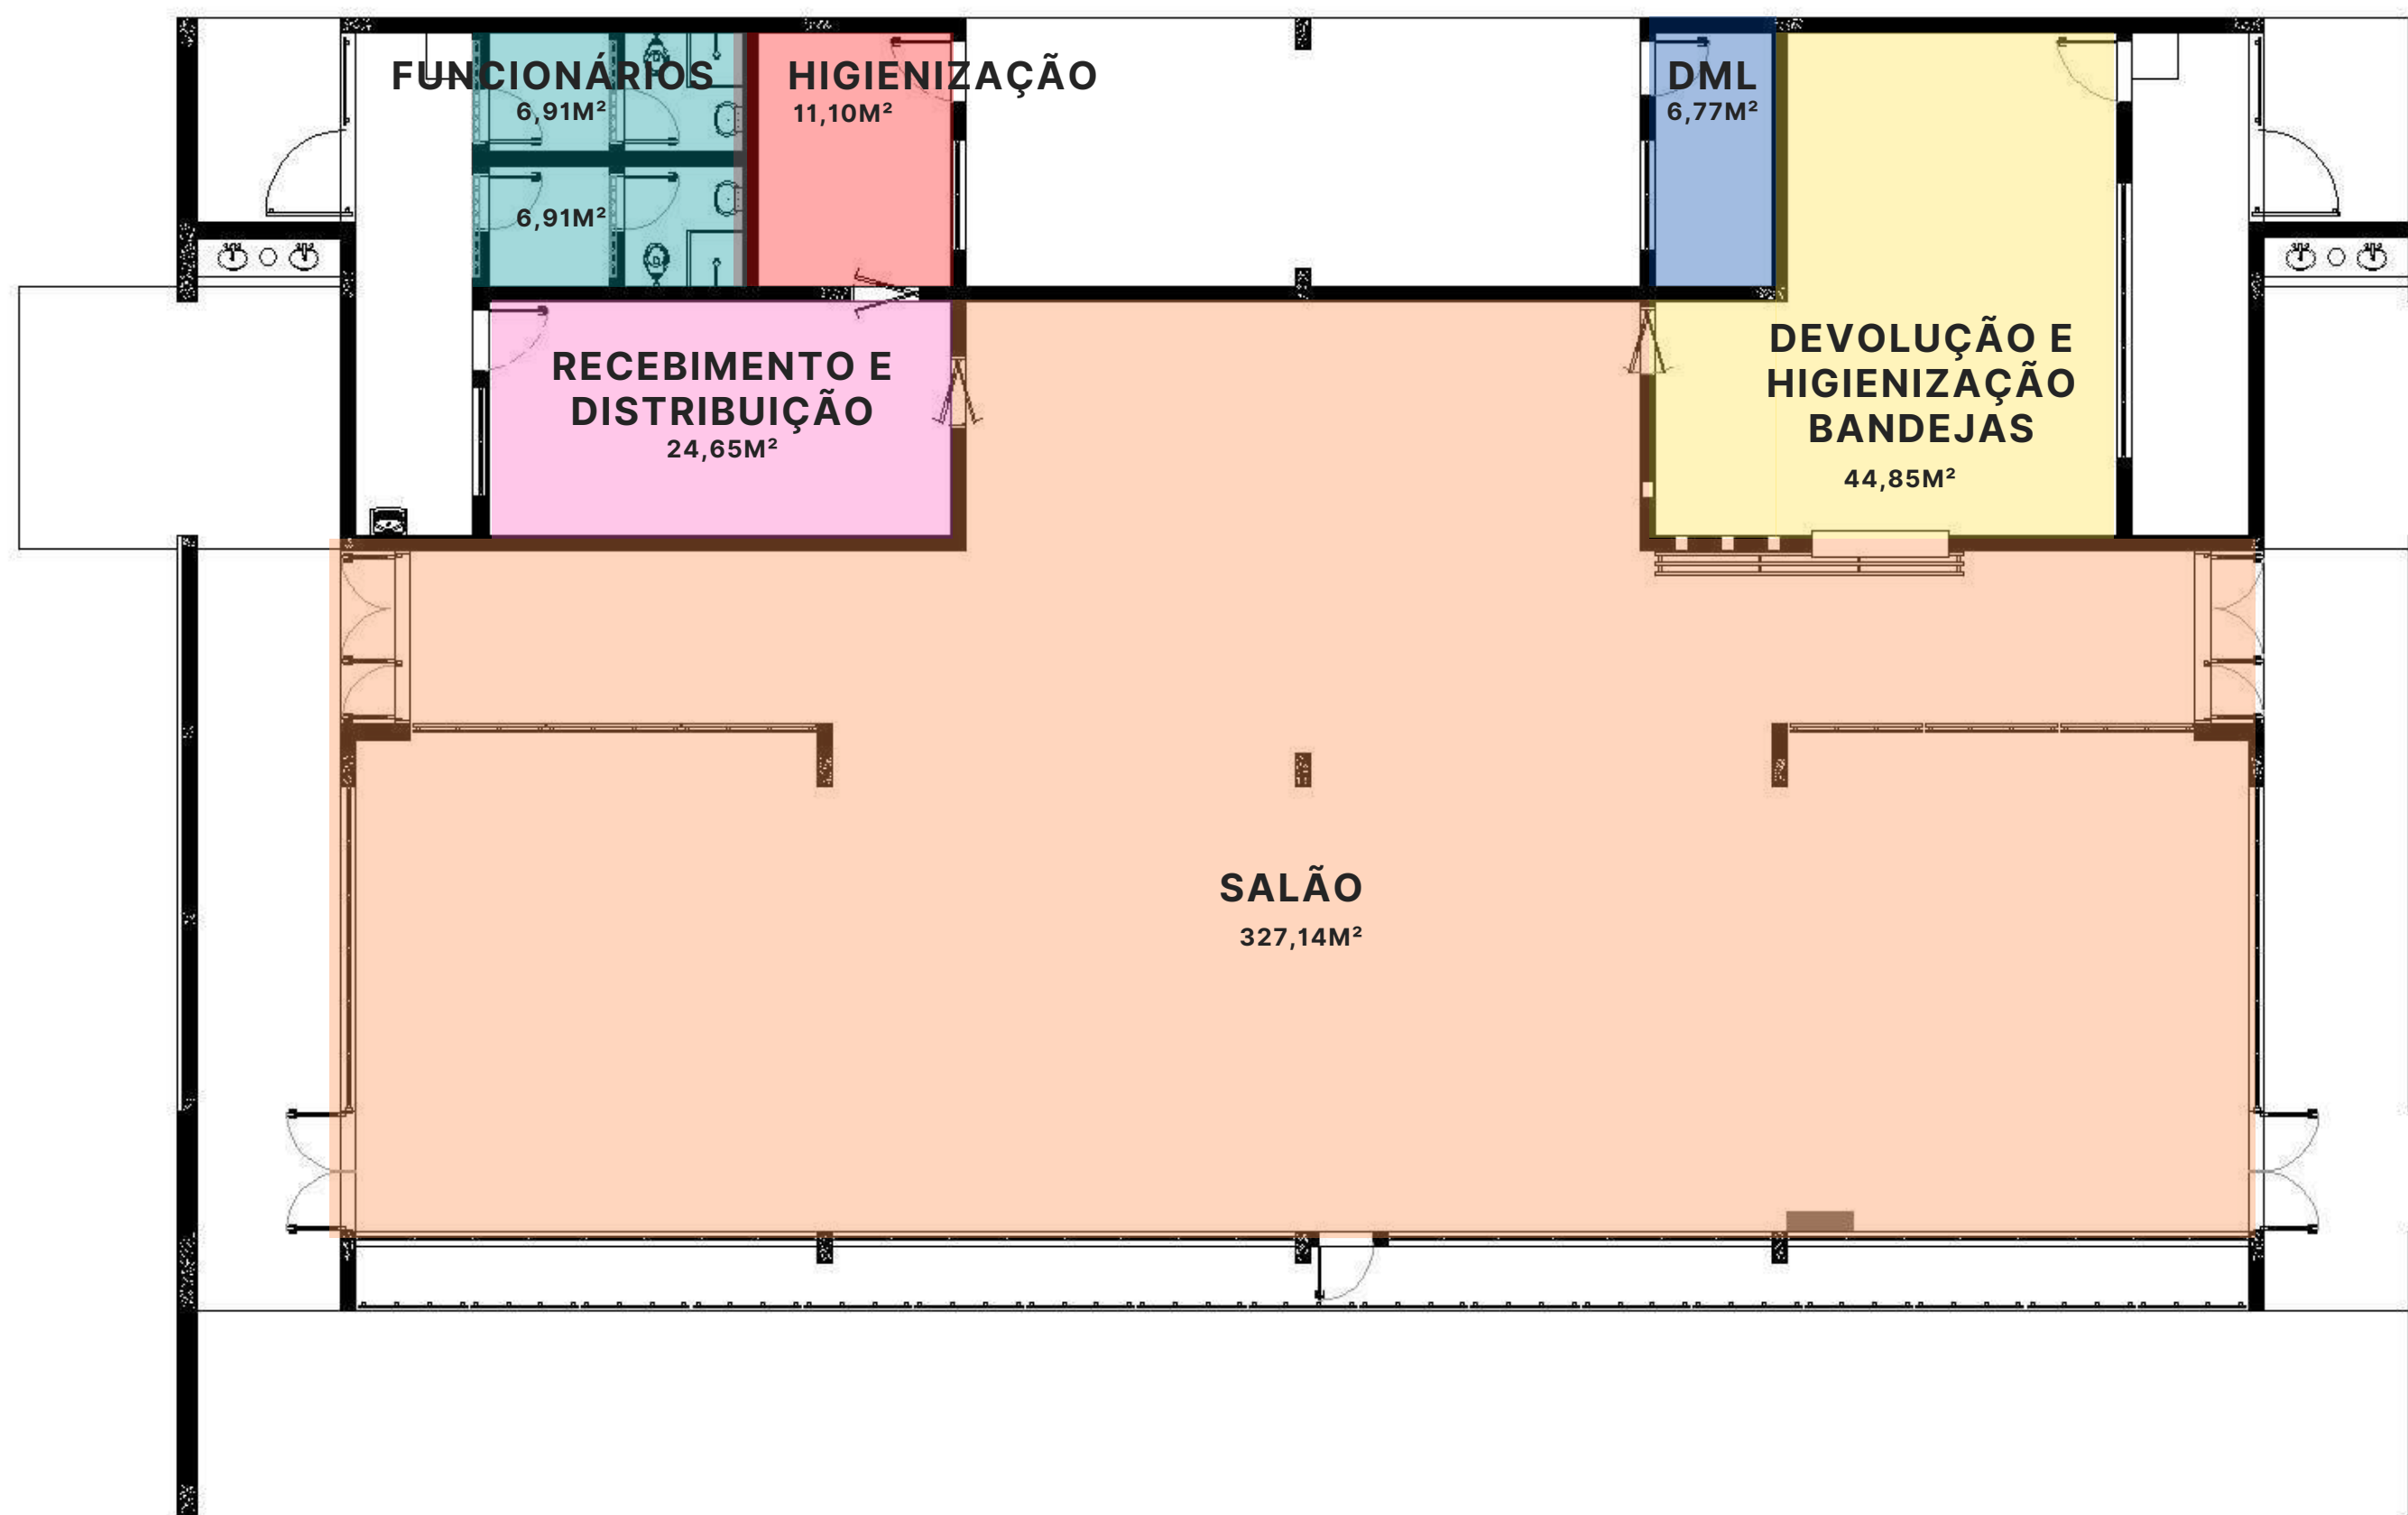 FUNCIONÁRIOS
6,91M²
6,91M²
HIGIENIZAÇÃO
11,10M²
DML
6,77M²
RECEBIMENTO E
DISTRIBUIÇÃO
24,65M²
DEVOLUÇÃO E
HIGIENIZAÇÃO
BANDEJAS
44,85M²
SALÃO
327,14M²